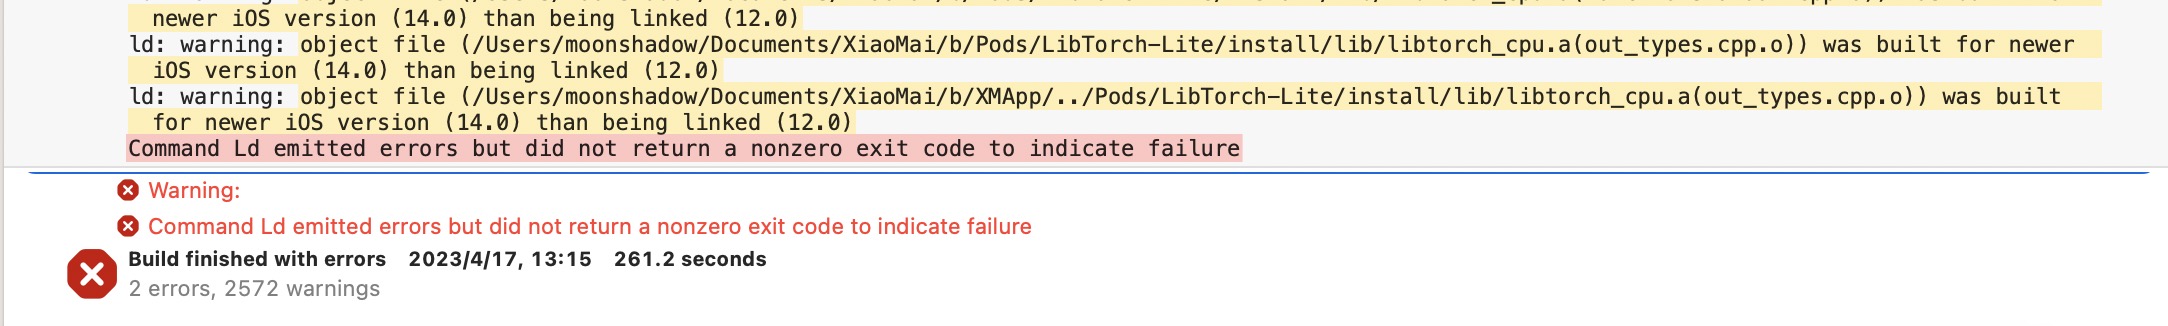 newer iOS version (14.0) than being linked (12.0)
ld: warning: object file (/Users/moonshadow/Documents/XiaoMai/b/Pods/LibTorch-Lite/install/lib/libtorch_cpu.a(out_types.cpp.o)) was built for newer
iOS version (14.0) than being linked (12.0)
ld: warning: object file (/Users/moonshadow/Documents/XiaoMai/b/XMApp/../Pods/LibTorch-Lite/install/lib/libtorch_cpu.a(out_types.cpp.o)) was built
for newer iOS version (14.0) than being linked (12.0)
Command Ld emitted errors but did not return a nonzero exit code to indicate failure
Warning:
Command Ld emitted errors but did not return a nonzero exit code to indicate failure
Build finished with errors 2023/4/17, 13:15 261.2 seconds
2 errors, 2572 warnings